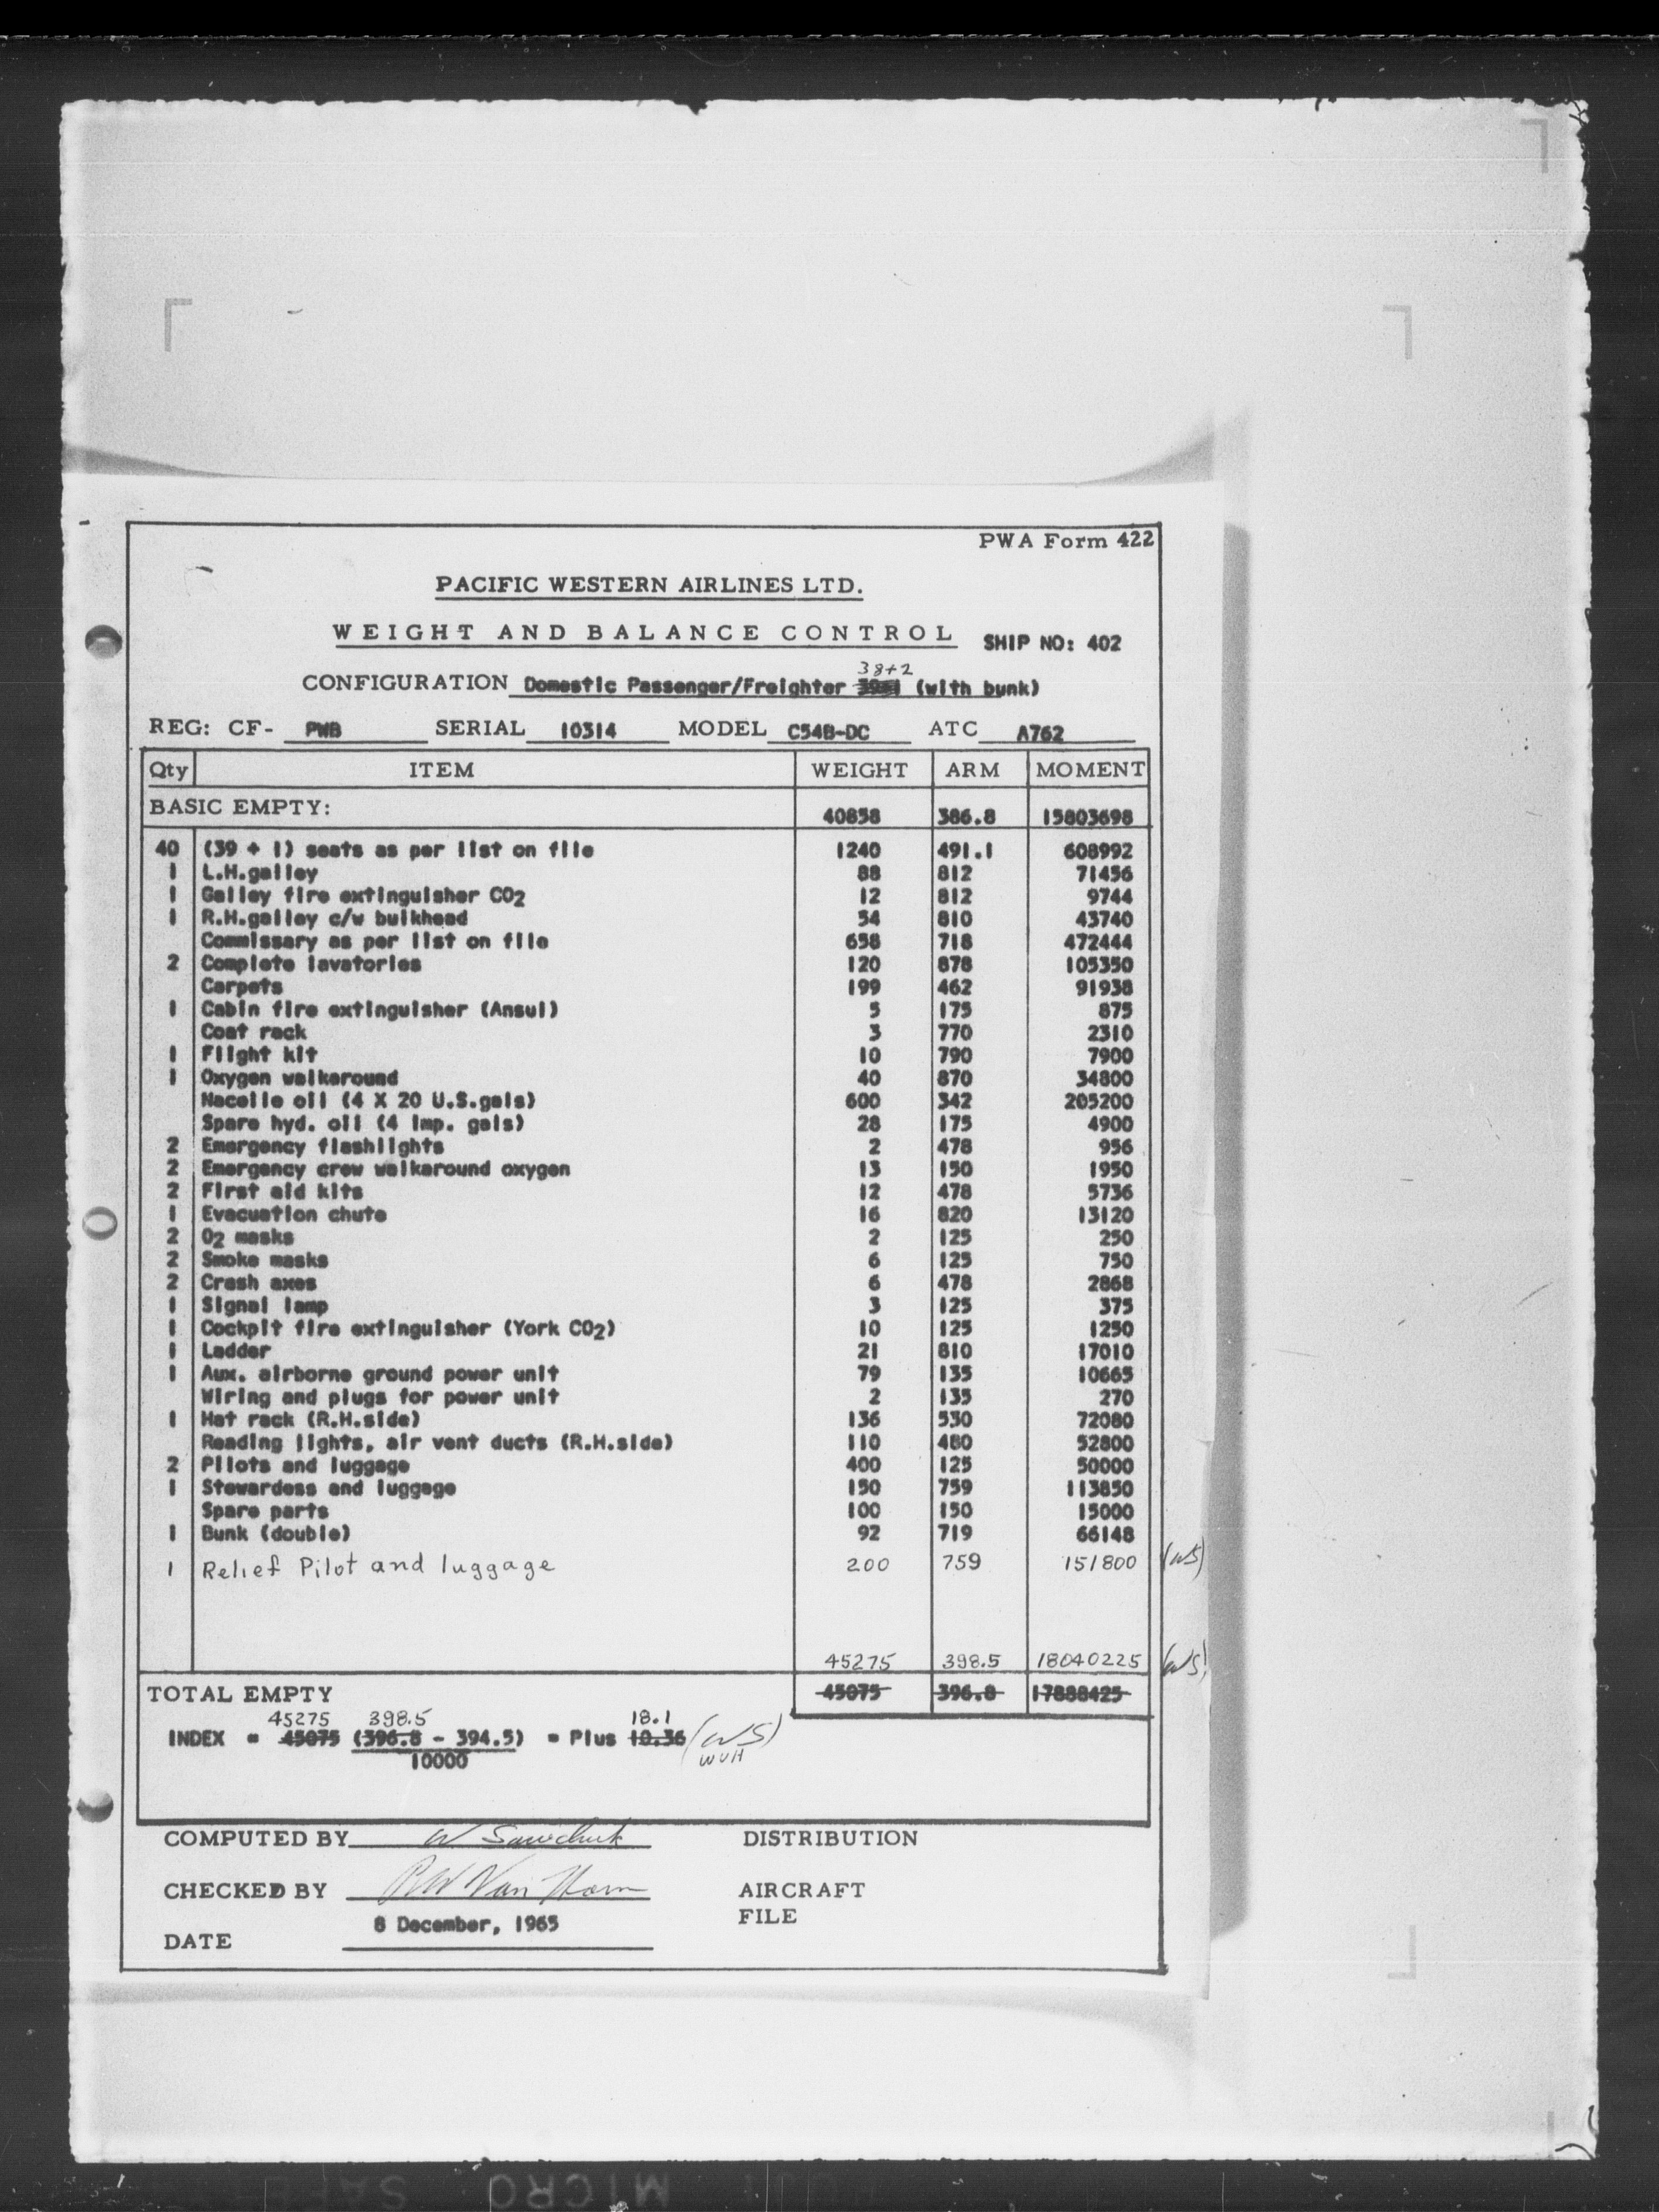 PWA Form 422
PACIFIC WESTERN AIRLINES LTD.
WEIGHT AND BALANCE CONTROL SHIP NO: 402
38+2
CONFIGURATION Domestic Passenger/Freighter (with bunk)
REG: CF- PWB SERIAL 10314 MODEL C54B-DC ATC A762
Qty ITEM WEIGHT ARM MOMENT
BASIC EMPTY: 40858 386.8 15803698
40 (39 + 1) seats as per list on file 1240 491.1 608992
1 L.H.galley 88 812 71456
1 Galley fire extinguisher CO2 12 812 9744
1 R.H.galley c/w bulkhead 54 810 43740
Commissary as per list on file 658 718 472444
2 Complete lavatories 120 878 105350
Carpets 199 462 91938
1 Cabin fire extinguisher (Ansul) 5 175 875
Coat rack 3 770 2310
1 Flight kit 10 790 7900
1 Oxygen walkaround 40 870 34800
Nacelle oil (4 X 20 U.S.gals) 600 342 205200
Spare hyd. oil (4 Imp. gals) 28 175 4900
2 Emergency flashlights 2 478 956
2 Emergency crew walkaround oxygen 13 150 1950
2 First aid kits 12 478 5736
1 Evacuation chute 16 820 13120
2 O2 masks 2 125 250
2 Smoke masks 6 125 750
2 Crash axes 6 478 2868
1 Signal lamp 3 125 375
1 Cockpit fire extinguisher (York CO2) 10 125 1250
1 Ladder 21 810 17010
1 Aux. airborne ground power unit 79 135 10665
Wiring and plugs for power unit 2 135 270
1 Hat rack (R.H.side) 136 530 72080
Reading lights, air vent ducts (R.H.side) 110 480 52800
2 Pilots and luggage 400 125 50000
1 Stewardess and luggage 150 759 113850
Spare parts 100 150 15000
1 Bunk (double) 92 719 66148
1 Relief Pilot and luggage 200 759 151800 (WS)
45275 398.5 18040225 (WS)
TOTAL EMPTY 45075 396.8 17888425
45275 398.5 18.1
INDEX = 45075 (396.8 - 394.5) = Plus 10.36 (WS)
10000 WVH
COMPUTED BY W Sawchuk DISTRIBUTION
CHECKED BY P.W Van Horn AIRCRAFT
FILE
DATE 8 December, 1965
MICRO SAFE